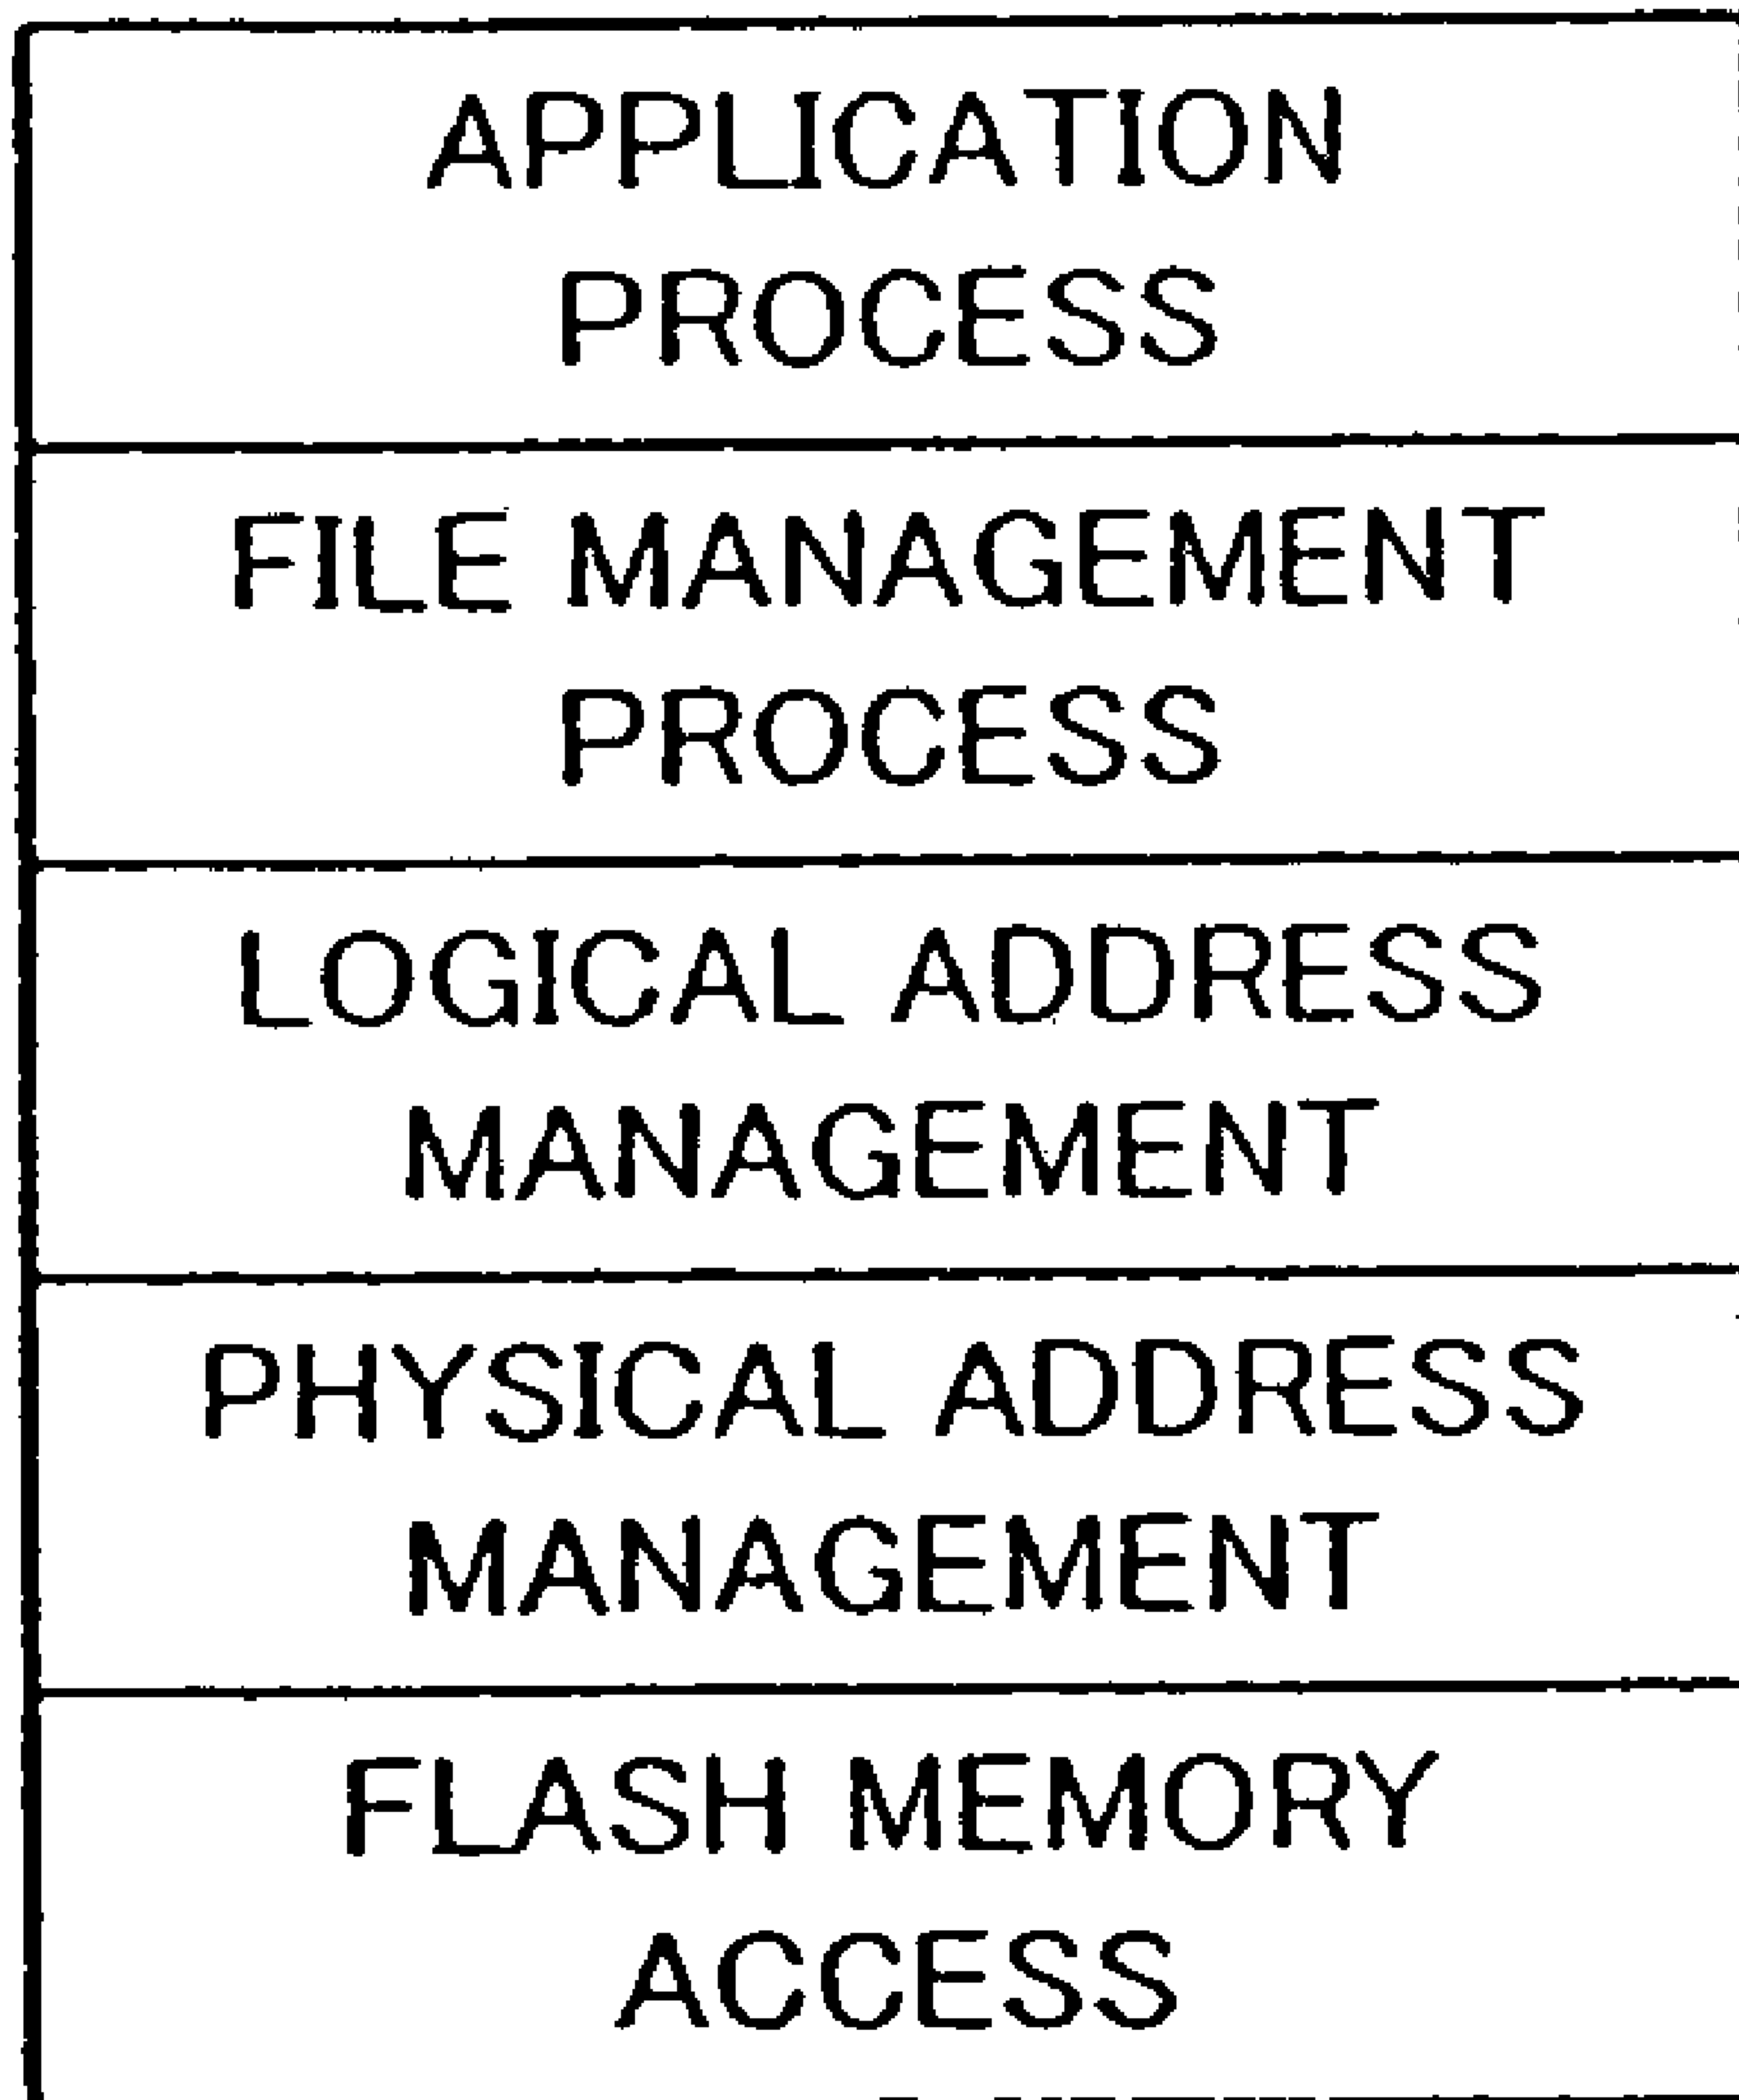 APPLICATION
PROCESS
FILE MANAGEMENT
PROCESS
LOGICAL ADDRESS
MANAGEMENT
PHYSICAL ADDRESS
MANAGEMENT
FLASH MEMORY
ACCESS